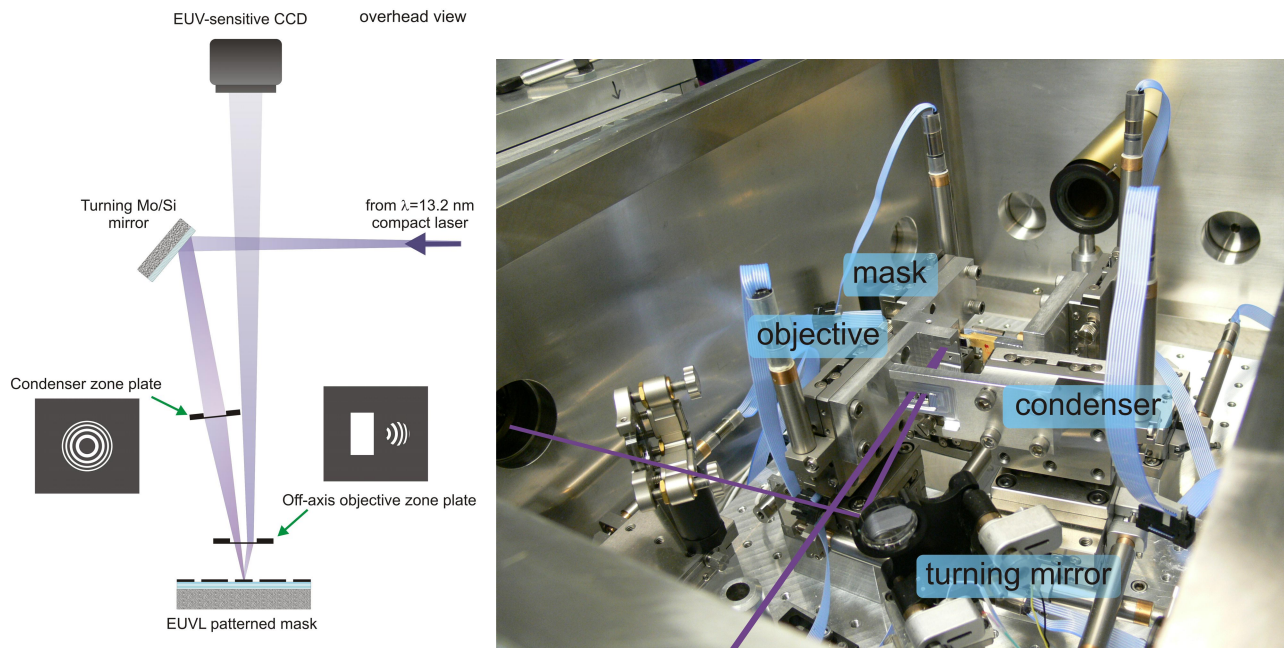 EUV-sensitive CCD
overhead view
Turning Mo/Si
mirror
from λ=13.2 nm
compact laser
Condenser zone plate
Off-axis objective zone plate
EUVL patterned mask
mask
objective
condenser
turning mirror